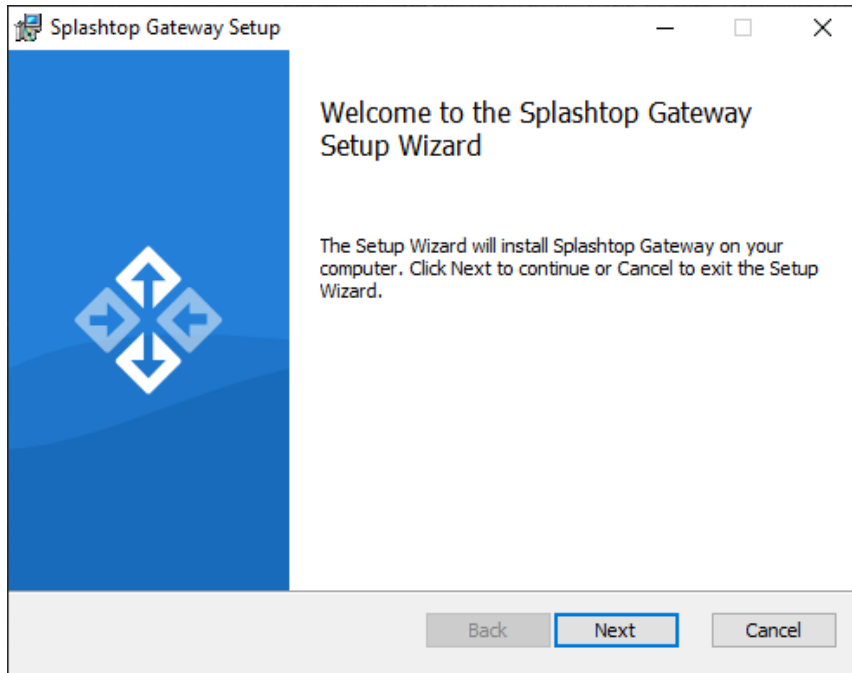 Splashtop Gateway Setup
Welcome to the Splashtop Gateway
Setup Wizard
The Setup Wizard will install Splashtop Gateway on your
computer. Click Next to continue or Cancel to exit the Setup
Wizard.
Back Next Cancel